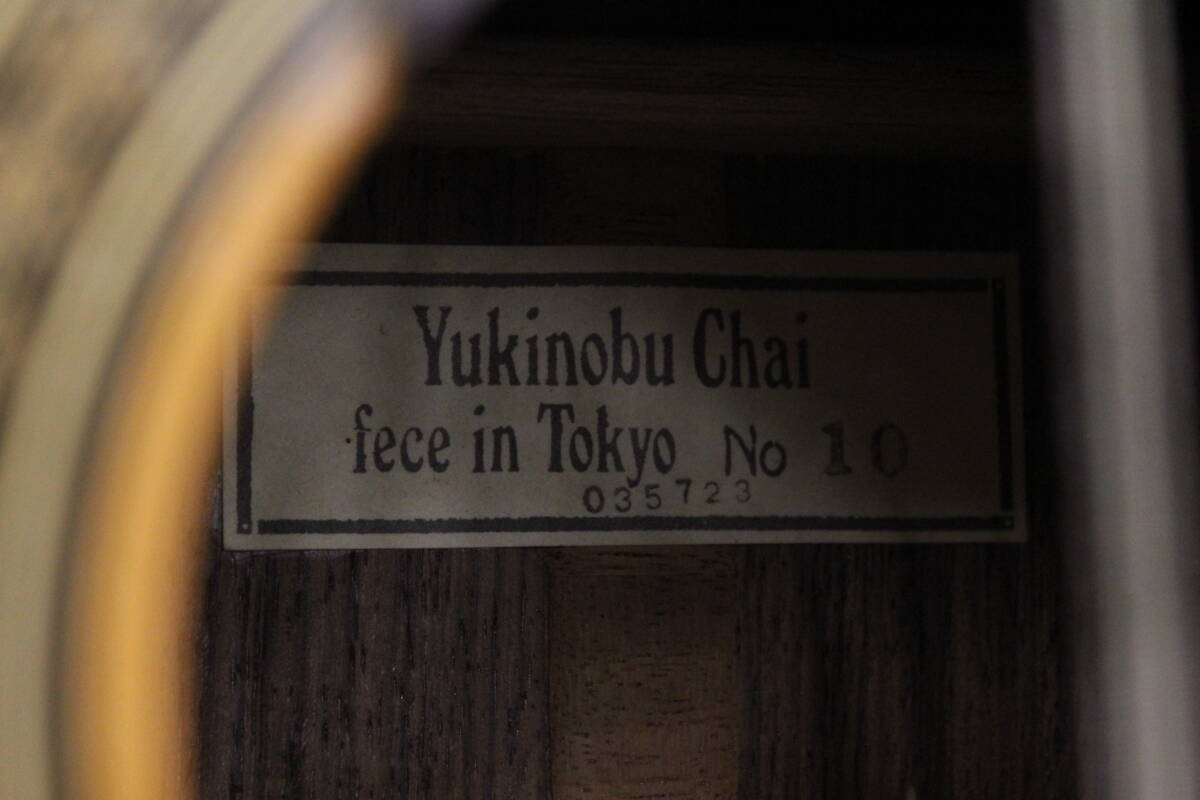 Yukinobu Chai
fece in Tokyo No 10
035723